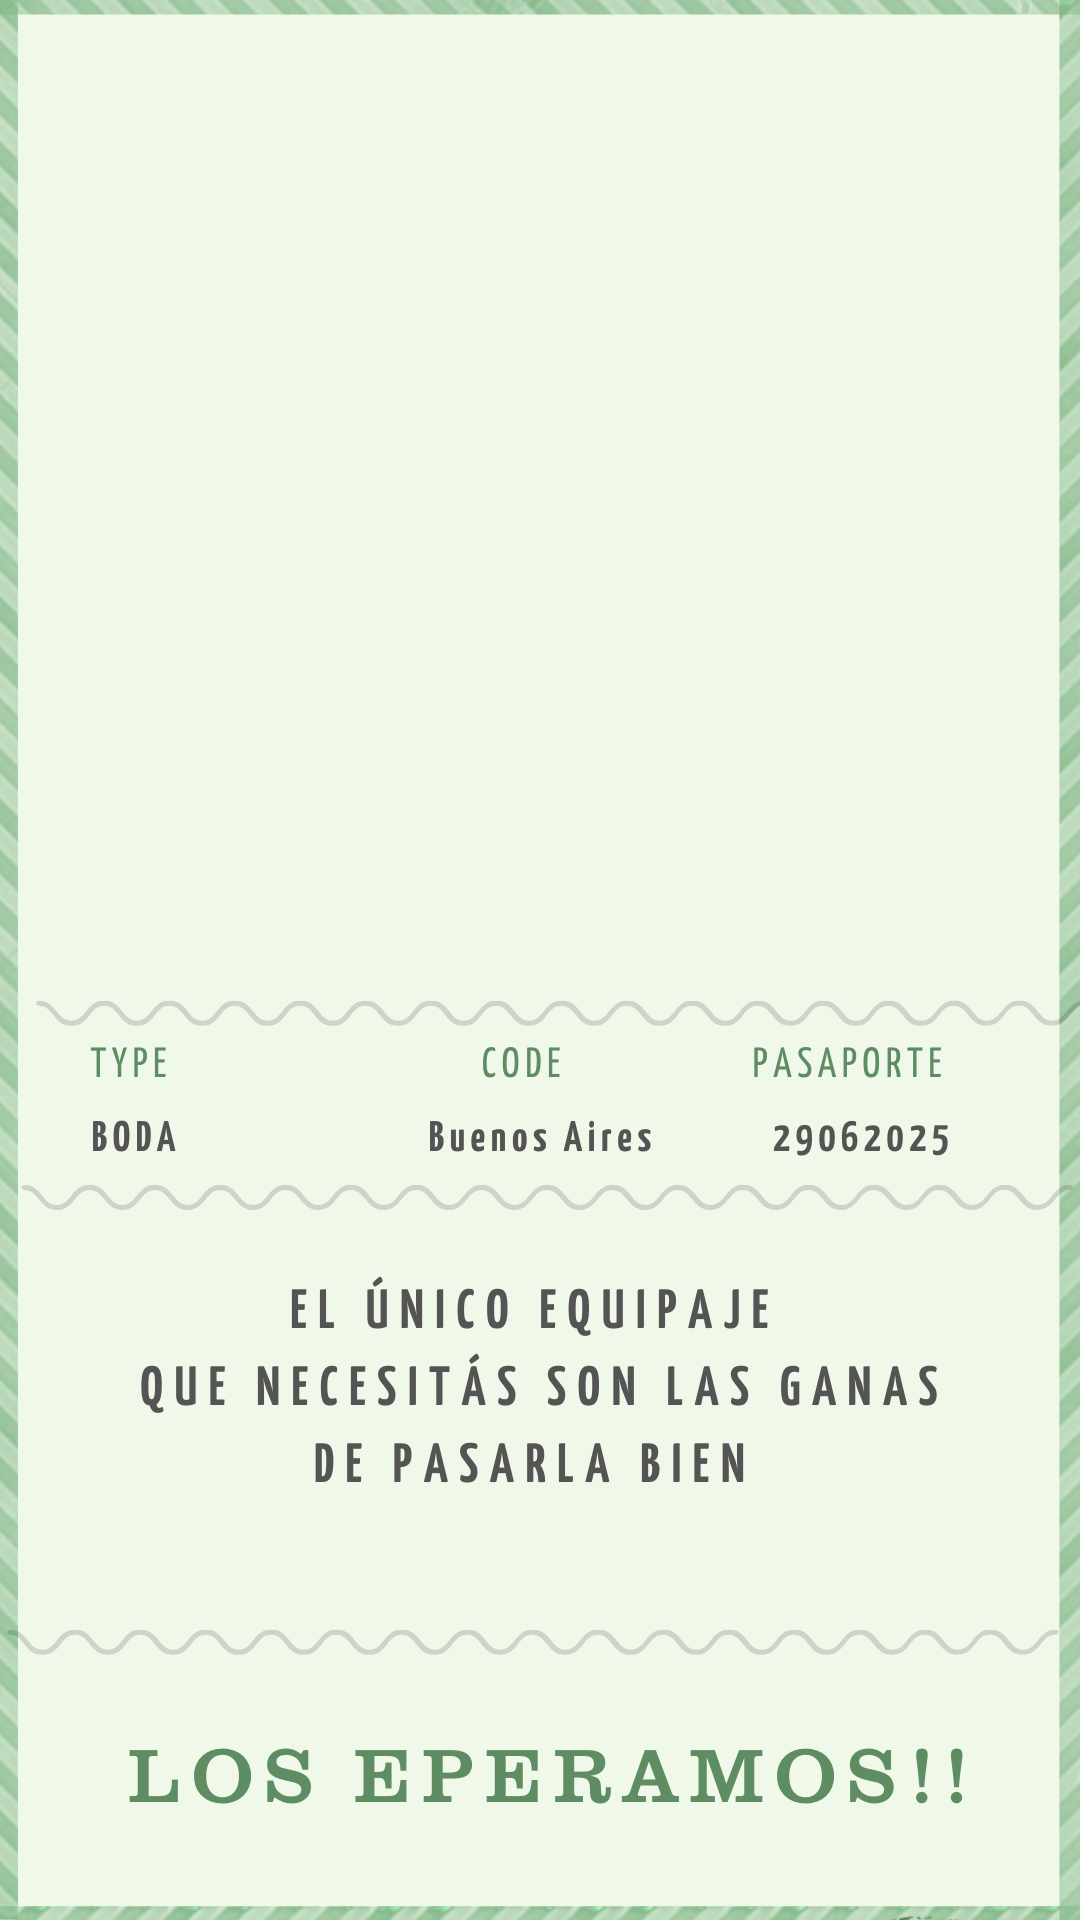 TYPE CODE PASAPORTE
BODA Buenos Aires 29062025
EL ÚNICO EQUIPAJE
QUE NECESITÁS SON LAS GANAS
DE PASARLA BIEN
LOS EPERAMOS!!